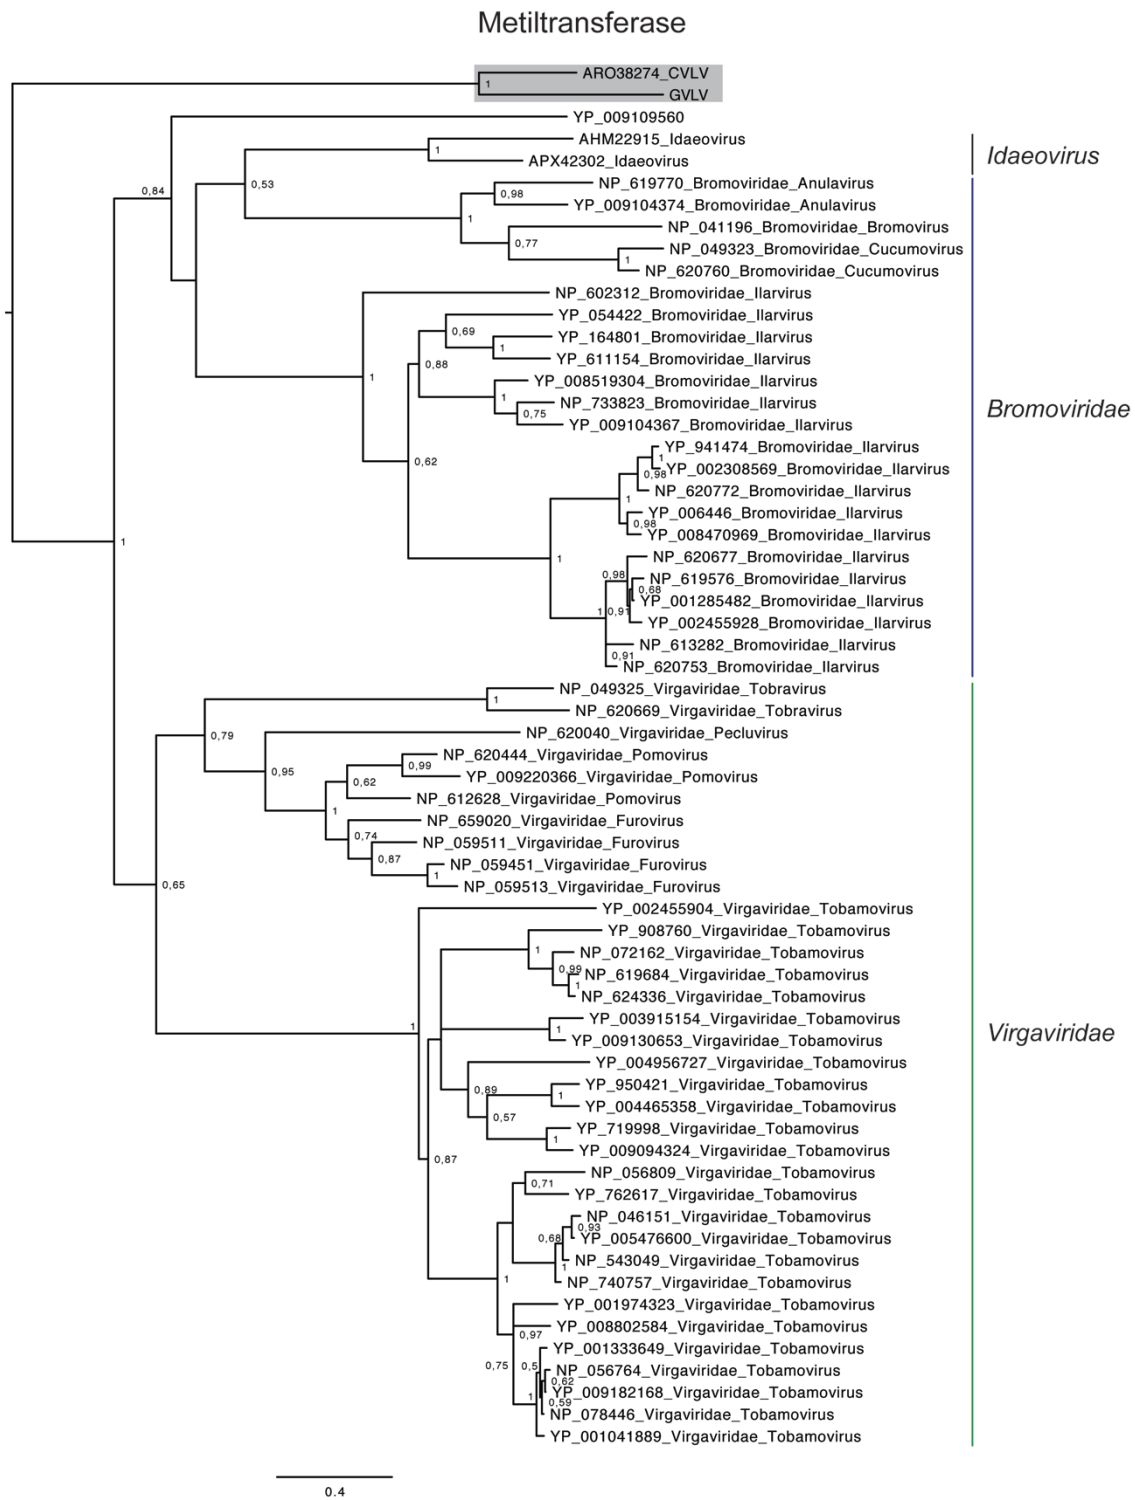 Metiltransferase
ARO38274_CVLV
1
GVLV
YP_009109560
AHM22915_Idaeovirus
1
Idaeovirus
APX42302_Idaeovirus
0,84
0,53
NP_619770_Bromoviridae_Anulavirus
0,98
YP_009104374_Bromoviridae_Anulavirus
1
NP_041196_Bromoviridae_Bromovirus
0,77
NP_049323_Bromoviridae_Cucumovirus
1
NP_620760_Bromoviridae_Cucumovirus
NP_602312_Bromoviridae_Ilarvirus
YP_054422_Bromoviridae_Ilarvirus
0,69
YP_164801_Bromoviridae_Ilarvirus
1
YP_611154_Bromoviridae_Ilarvirus
0,88
1
YP_008519304_Bromoviridae_Ilarvirus
1
NP_733823_Bromoviridae_Ilarvirus
0,75
Bromoviridae
YP_009104367_Bromoviridae_Ilarvirus
0,62
YP_941474_Bromoviridae_Ilarvirus
1
YP_002308569_Bromoviridae_Ilarvirus
0,98
NP_620772_Bromoviridae_Ilarvirus
1
YP_006446_Bromoviridae_Ilarvirus
0,98
YP_008470969_Bromoviridae_Ilarvirus
1
1
NP_620677_Bromoviridae_Ilarvirus
0,98
NP_619576_Bromoviridae_Ilarvirus
0,68
YP_001285482_Bromoviridae_Ilarvirus
1
0,91
YP_002455928_Bromoviridae_Ilarvirus
NP_613282_Bromoviridae_Ilarvirus
0,91
NP_620753_Bromoviridae_Ilarvirus
NP_049325_Virgaviridae_Tobravirus
1
NP_620669_Virgaviridae_Tobravirus
0,79
NP_620040_Virgaviridae_Pecluvirus
NP_620444_Virgaviridae_Pomovirus
0,99
0,95
YP_009220366_Virgaviridae_Pomovirus
0,62
NP_612628_Virgaviridae_Pomovirus
1
NP_659020_Virgaviridae_Furovirus
0,74
NP_059511_Virgaviridae_Furovirus
0,87
NP_059451_Virgaviridae_Furovirus
1
NP_059513_Virgaviridae_Furovirus
0,65
YP_002455904_Virgaviridae_Tobamovirus
YP_908760_Virgaviridae_Tobamovirus
1
NP_072162_Virgaviridae_Tobamovirus
0,99
NP_619684_Virgaviridae_Tobamovirus
1
NP_624336_Virgaviridae_Tobamovirus
YP_003915154_Virgaviridae_Tobamovirus
1
1
Virgaviridae
YP_009130653_Virgaviridae_Tobamovirus
YP_004956727_Virgaviridae_Tobamovirus
0,89
YP_950421_Virgaviridae_Tobamovirus
1
YP_004465358_Virgaviridae_Tobamovirus
0,57
YP_719998_Virgaviridae_Tobamovirus
1
YP_009094324_Virgaviridae_Tobamovirus
0,87
NP_056809_Virgaviridae_Tobamovirus
0,71
YP_762617_Virgaviridae_Tobamovirus
NP_046151_Virgaviridae_Tobamovirus
0,93
YP_005476600_Virgaviridae_Tobamovirus
0,68
NP_543049_Virgaviridae_Tobamovirus
1
1
NP_740757_Virgaviridae_Tobamovirus
YP_001974323_Virgaviridae_Tobamovirus
YP_008802584_Virgaviridae_Tobamovirus
0,97
YP_001333649_Virgaviridae_Tobamovirus
0,75
0,5
NP_056764_Virgaviridae_Tobamovirus
0,62
YP_009182168_Virgaviridae_Tobamovirus
1
0,59
NP_078446_Virgaviridae_Tobamovirus
YP_001041889_Virgaviridae_Tobamovirus
0.4